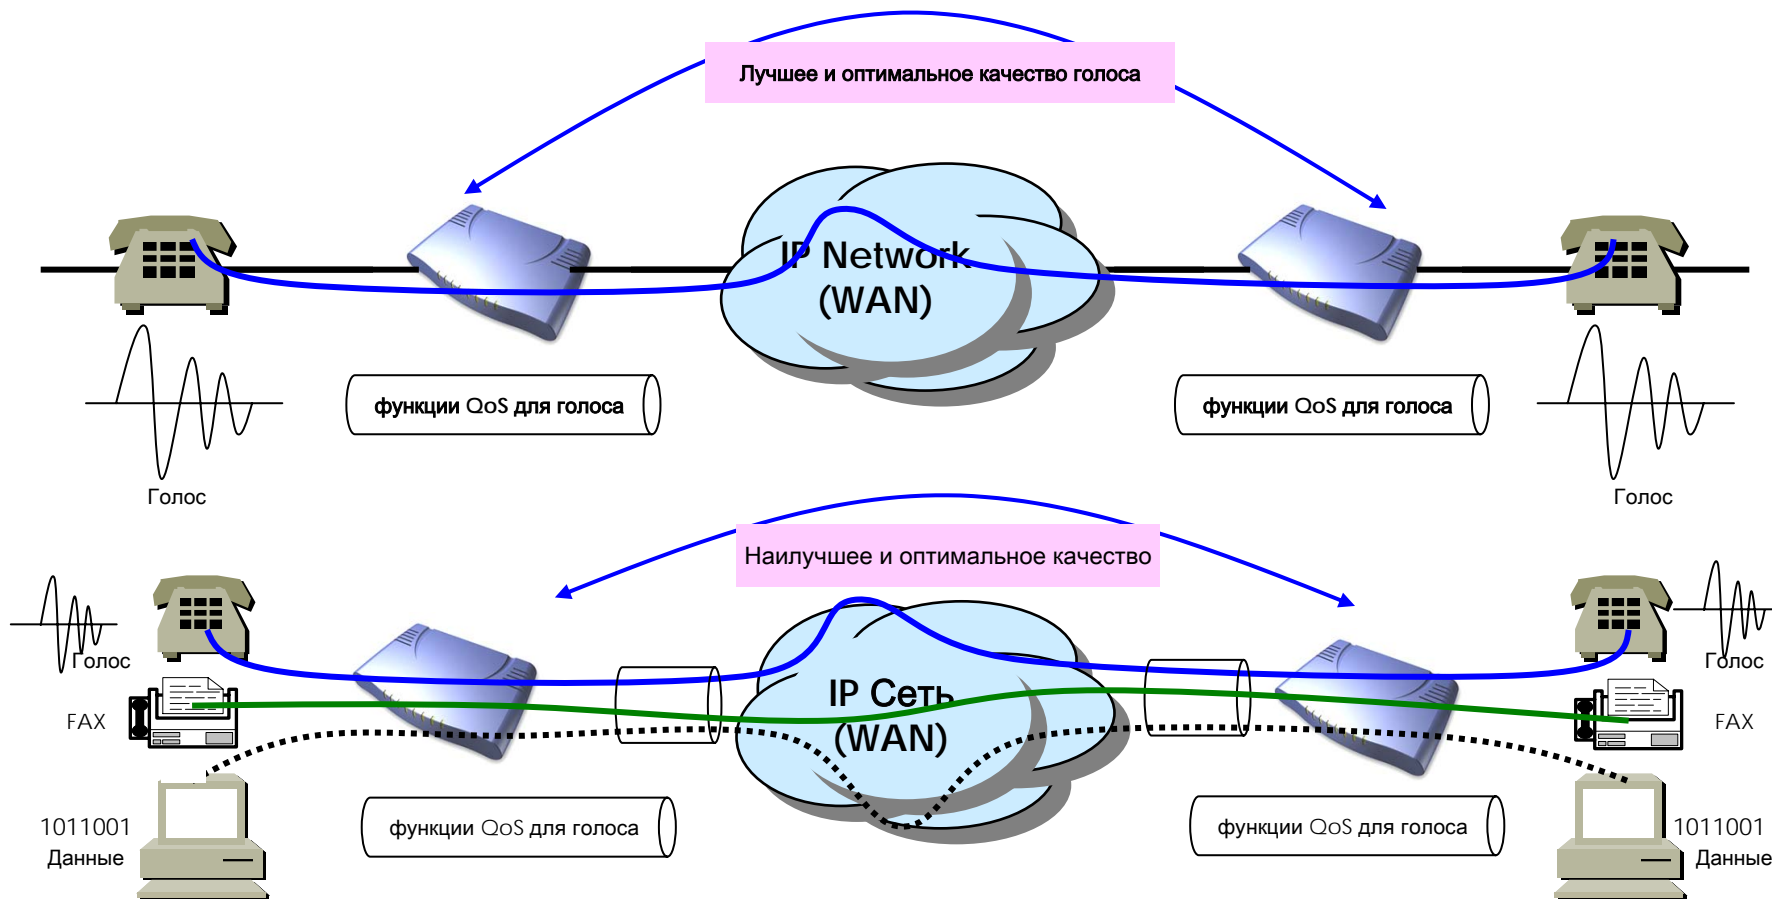 Лучшее и оптимальное качество голоса
IP Network
(WAN)
функции QoS для голоса
функции QoS для голоса
Голос
Голос
Наилучшее и оптимальное качество
Голос
Голос
IP Сеть
(WAN)
FAX
FAX
функции QoS для голоса
функции QoS для голоса
1011001
Данные
1011001
Данные